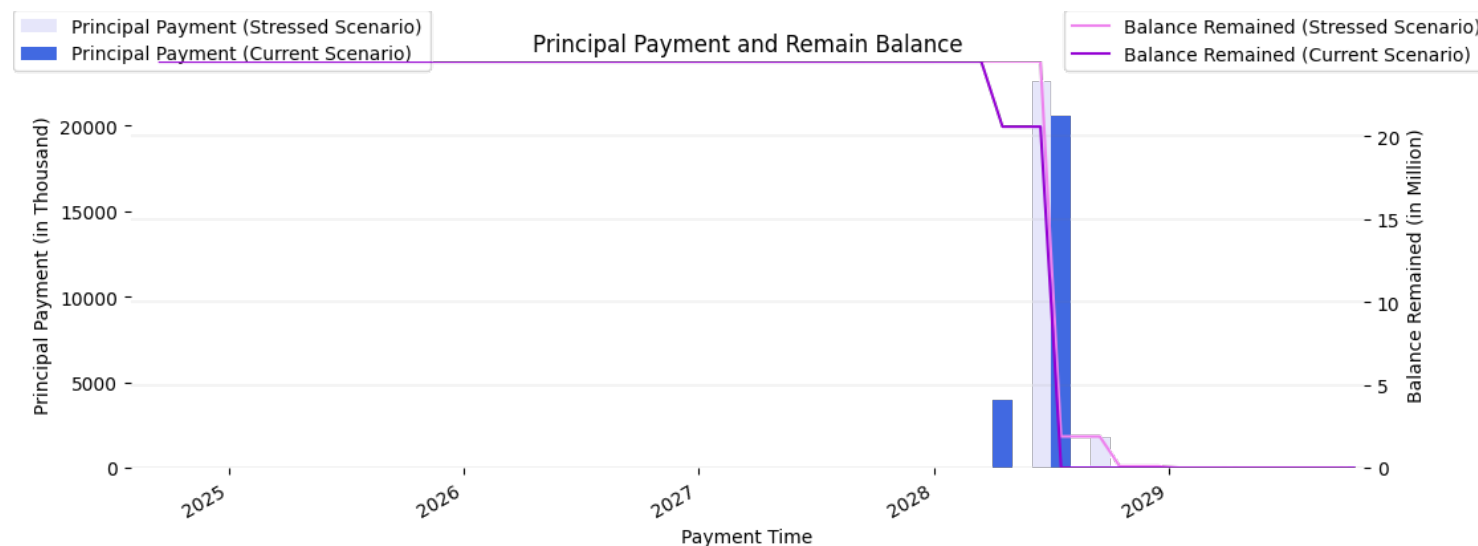 Principal Payment (Stressed Scenario)
Principal Payment (Current Scenario)
Principal Payment and Remain Balance
Balance Remained (Stressed Scenario)
Balance Remained (Current Scenario)
Principal Payment (in Thousand)
20000
15000
10000
5000
0
20
15
10
5
0
Balance Remained (in Million)
2025
2026
2027
2028
2029
Payment Time